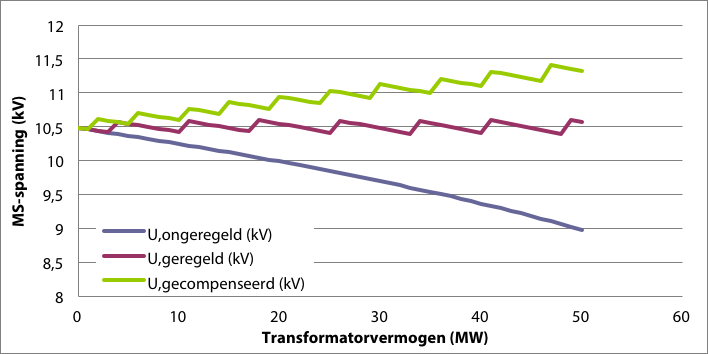 12
11,5
11
10,5
10
9,5
9
8,5
8
MS-spanning (kV)
U,ongeregeld (kV)
U,geregeld (kV)
U,gecompenseerd (kV)
0 10 20 30 40 50 60
Transformatorvermogen (MW)